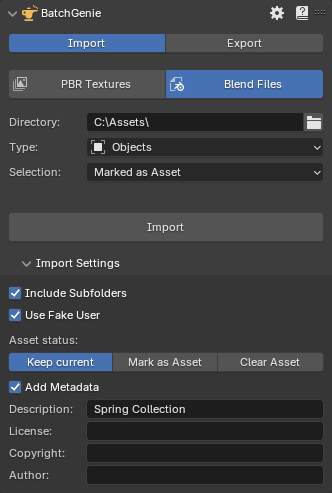 BatchGenie
Import Export
PBR Textures Blend Files
Directory: C:\Assets\
Type: Objects
Selection: Marked as Asset
Import
Import Settings
Include Subfolders
Use Fake User
Asset status:
Keep current Mark as Asset Clear Asset
Add Metadata
Description: Spring Collection
License:
Copyright:
Author: